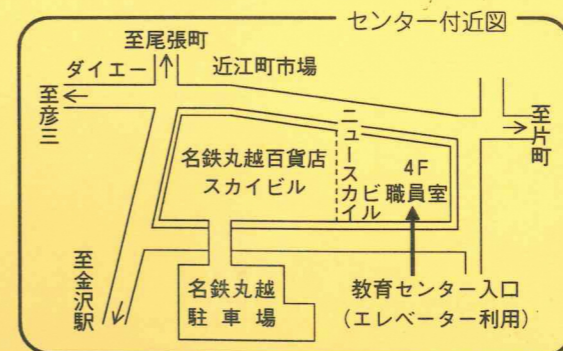 センター付近図
至尾張町
ダイエー
近江町市場
至彦三
至片町
名鉄丸越百貨店
スカイビル
ニュースカイビル
4F
職員室
至金沢駅
名鉄丸越
駐車場
教育センター入口
(エレベーター利用)